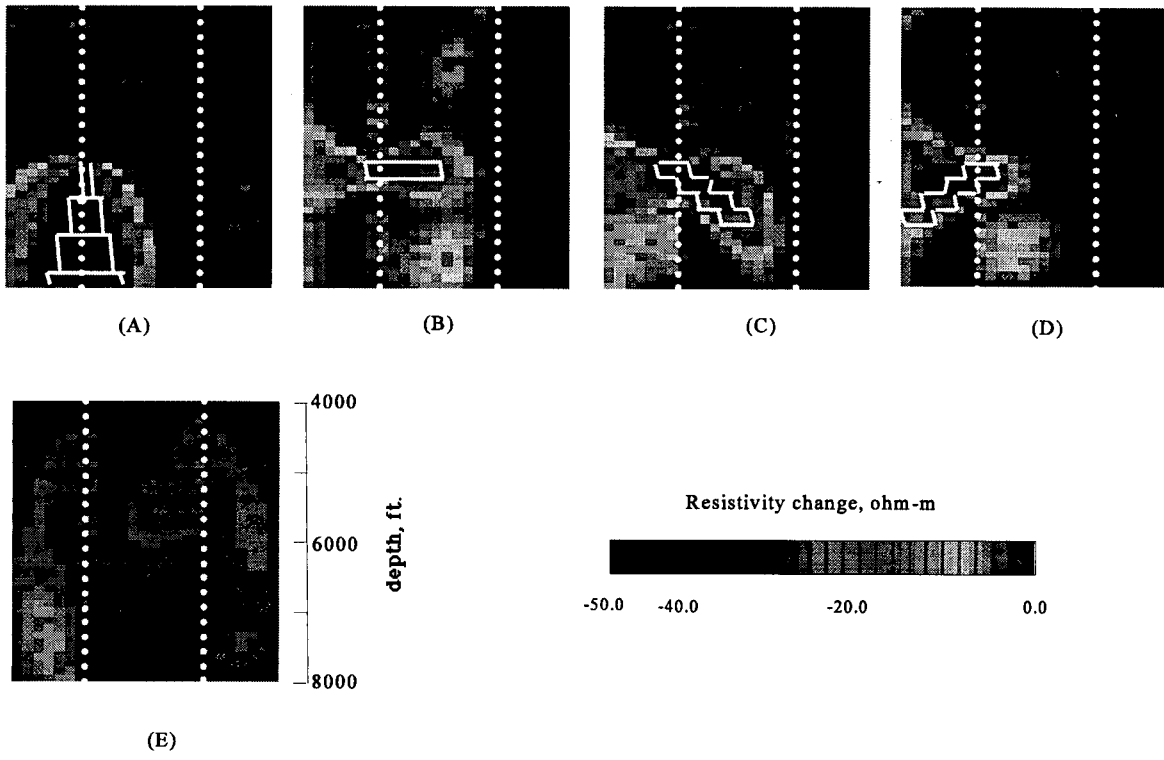 (A)
(B)
(C)
(D)
4000
6000
8000
depth, ft.
(E)
Resistivity change, ohm-m
-50.0 -40.0 -20.0 0.0